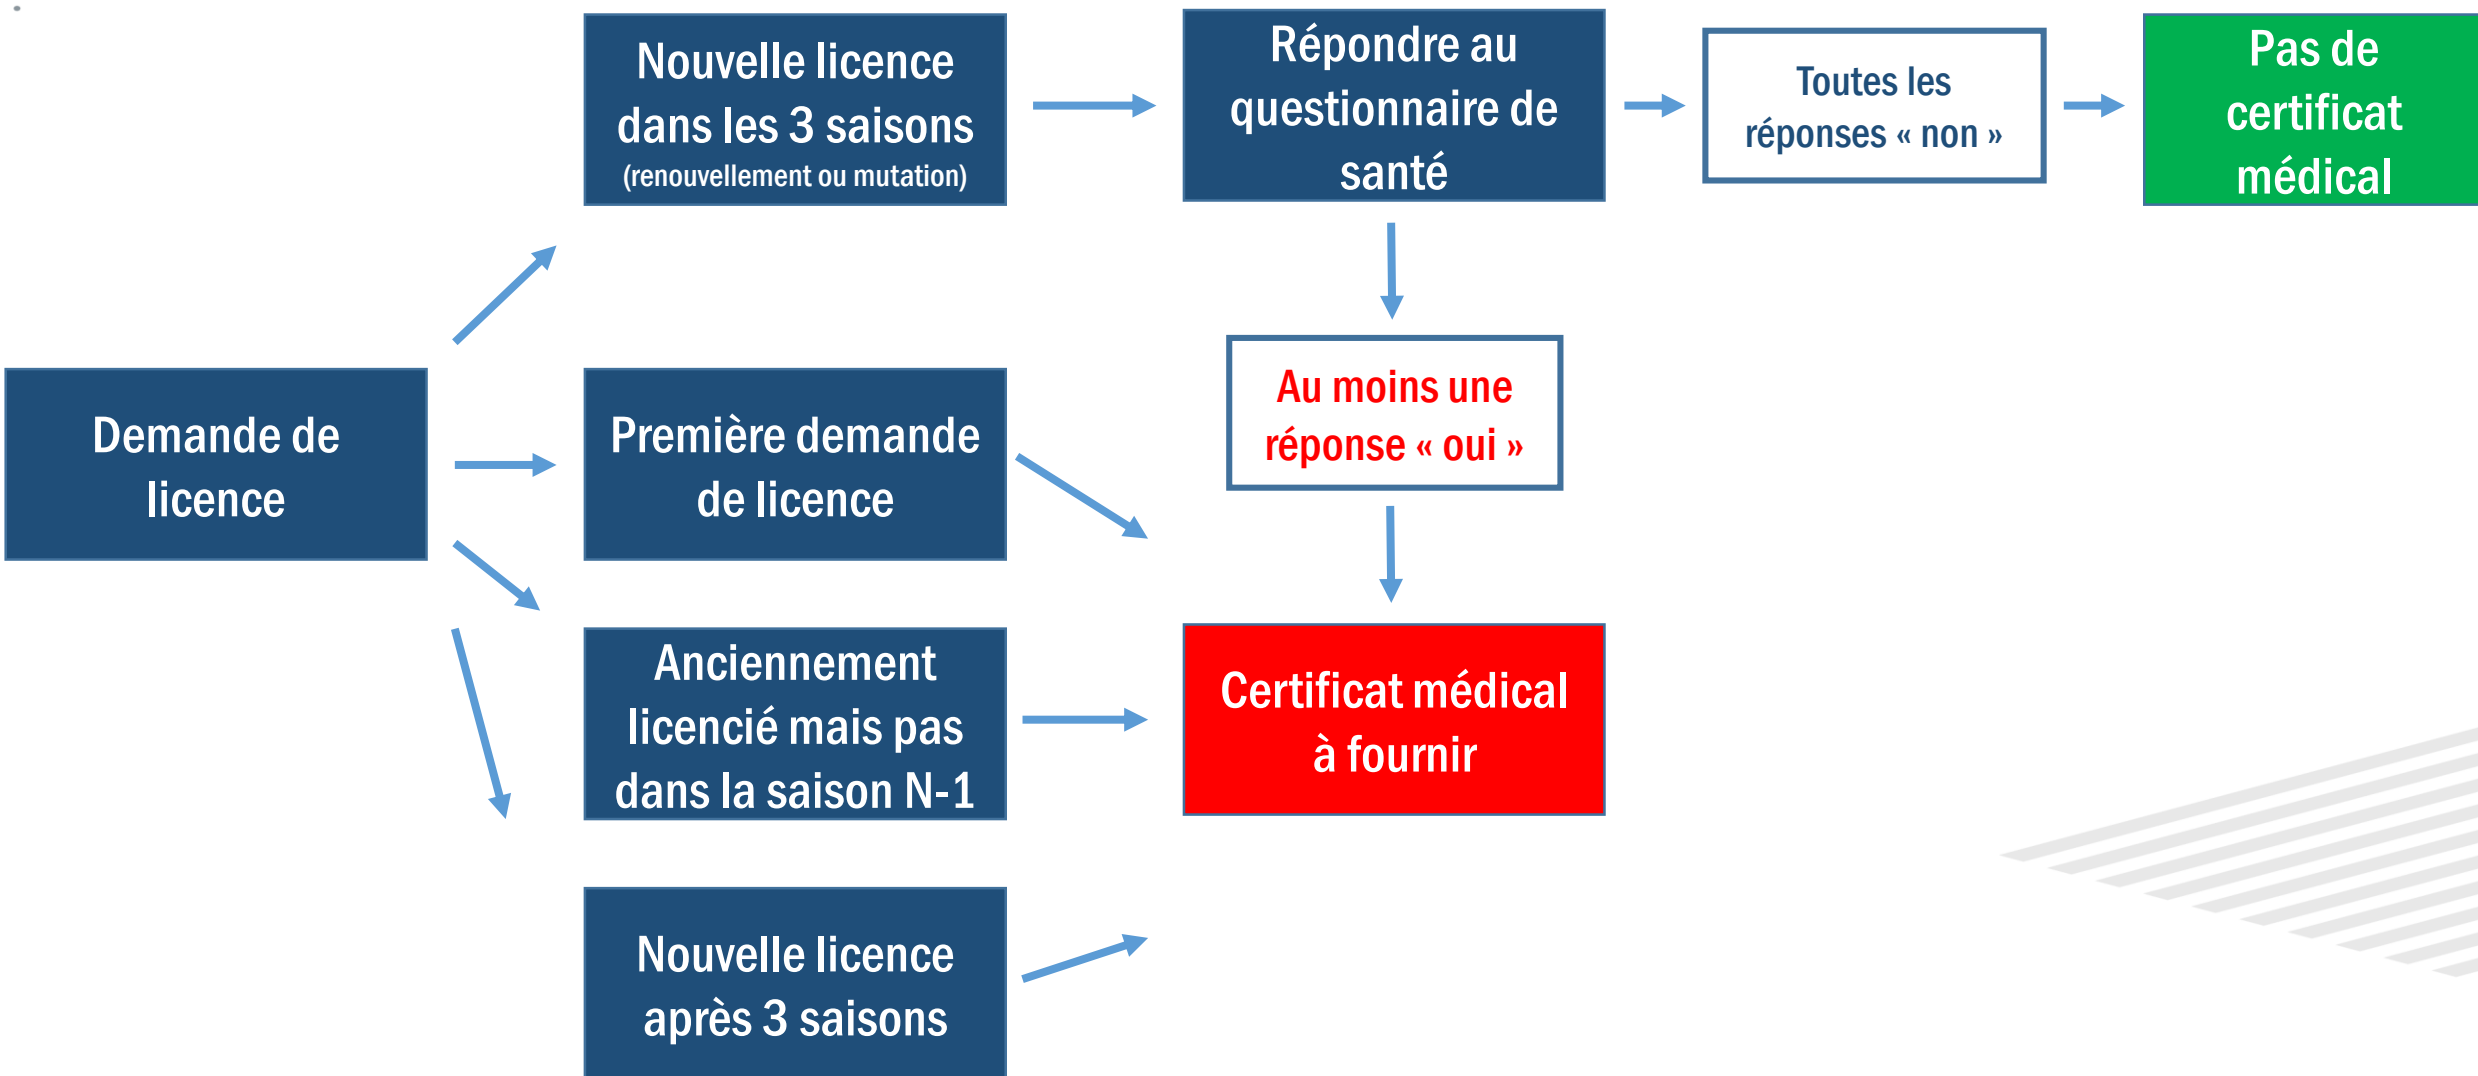 Nouvelle licence
dans les 3 saisons
(renouvellement ou mutation)
Répondre au
questionnaire de
santé
Toutes les
réponses « non »
Pas de
certificat
médical
Au moins une
réponse « oui »
Demande de
licence
Première demande
de licence
Anciennement
licencié mais pas
dans la saison N-1
Certificat médical
à fournir
Nouvelle licence
après 3 saisons